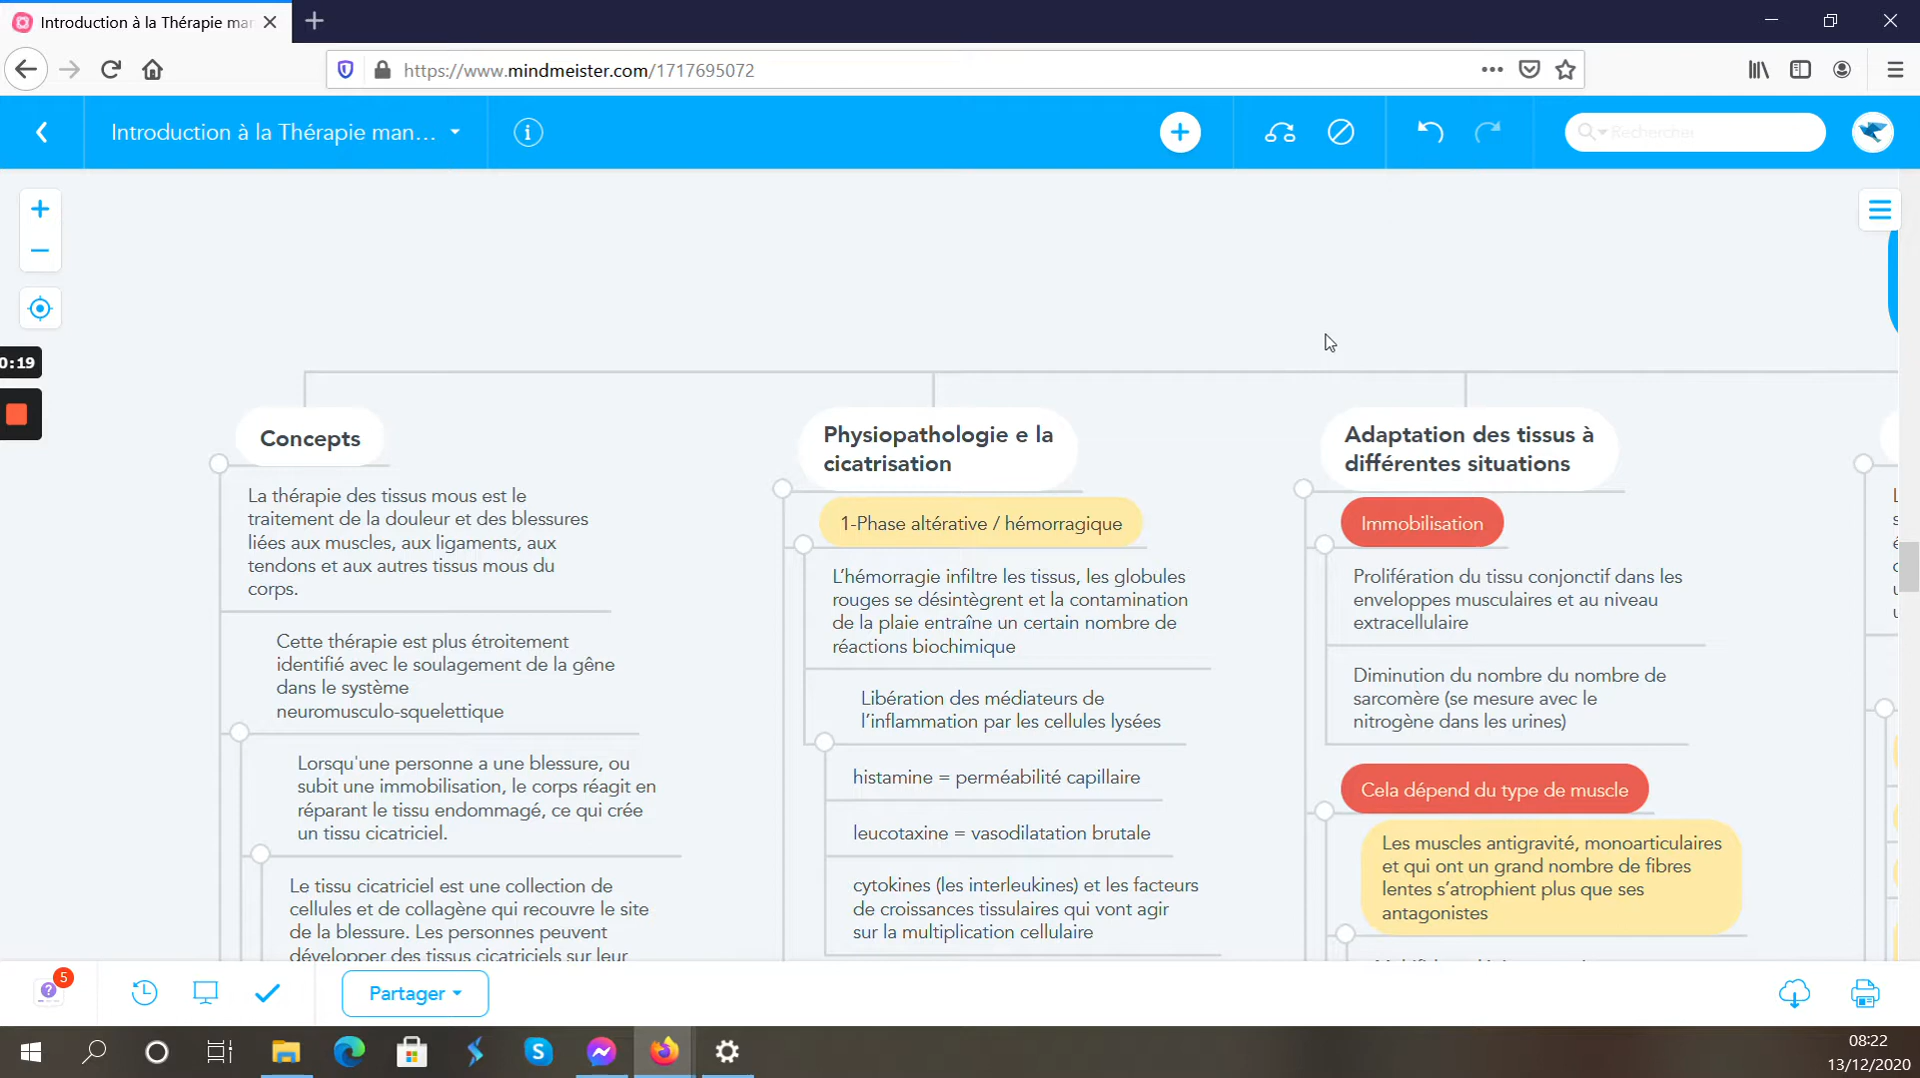 Introduction à la Thérapie man
https://www.mindmeister.com/1717695072
Introduction à la Thérapie man...
Rechercher
0:19
Concepts
La thérapie des tissus mous est le
traitement de la douleur et des blessures
liées aux muscles, aux ligaments, aux
tendons et aux autres tissus mous du
corps.
Cette thérapie est plus étroitement
identifié avec le soulagement de la gêne
dans le système
neuromusculo-squelettique
Lorsqu'une personne a une blessure, ou
subit une immobilisation, le corps réagit en
réparant le tissu endommagé, ce qui crée
un tissu cicatriciel.
Le tissu cicatriciel est une collection de
cellules et de collagène qui recouvre le site
de la blessure. Les personnes peuvent
développer des tissus cicatriciels sur leur
Physiopathologie e la
cicatrisation
1-Phase altérative / hémorragique
L'hémorragie infiltre les tissus, les globules
rouges se désintègrent et la contamination
de la plaie entraîne un certain nombre de
réactions biochimique
Libération des médiateurs de
l'inflammation par les cellules lysées
histamine = perméabilité capillaire
leucotaxine = vasodilatation brutale
cytokines (les interleukines) et les facteurs
de croissances tissulaires qui vont agir
sur la multiplication cellulaire
Adaptation des tissus à
différentes situations
Immobilisation
Prolifération du tissu conjonctif dans les
enveloppes musculaires et au niveau
extracellulaire
Diminution du nombre du nombre de
sarcomère (se mesure avec le
nitrogène dans les urines)
Cela dépend du type de muscle
Les muscles antigravité, monoarticulaires
et qui ont un grand nombre de fibres
lentes s'atrophient plus que ses
antagonistes
5
Partager
08:22
13/12/2020